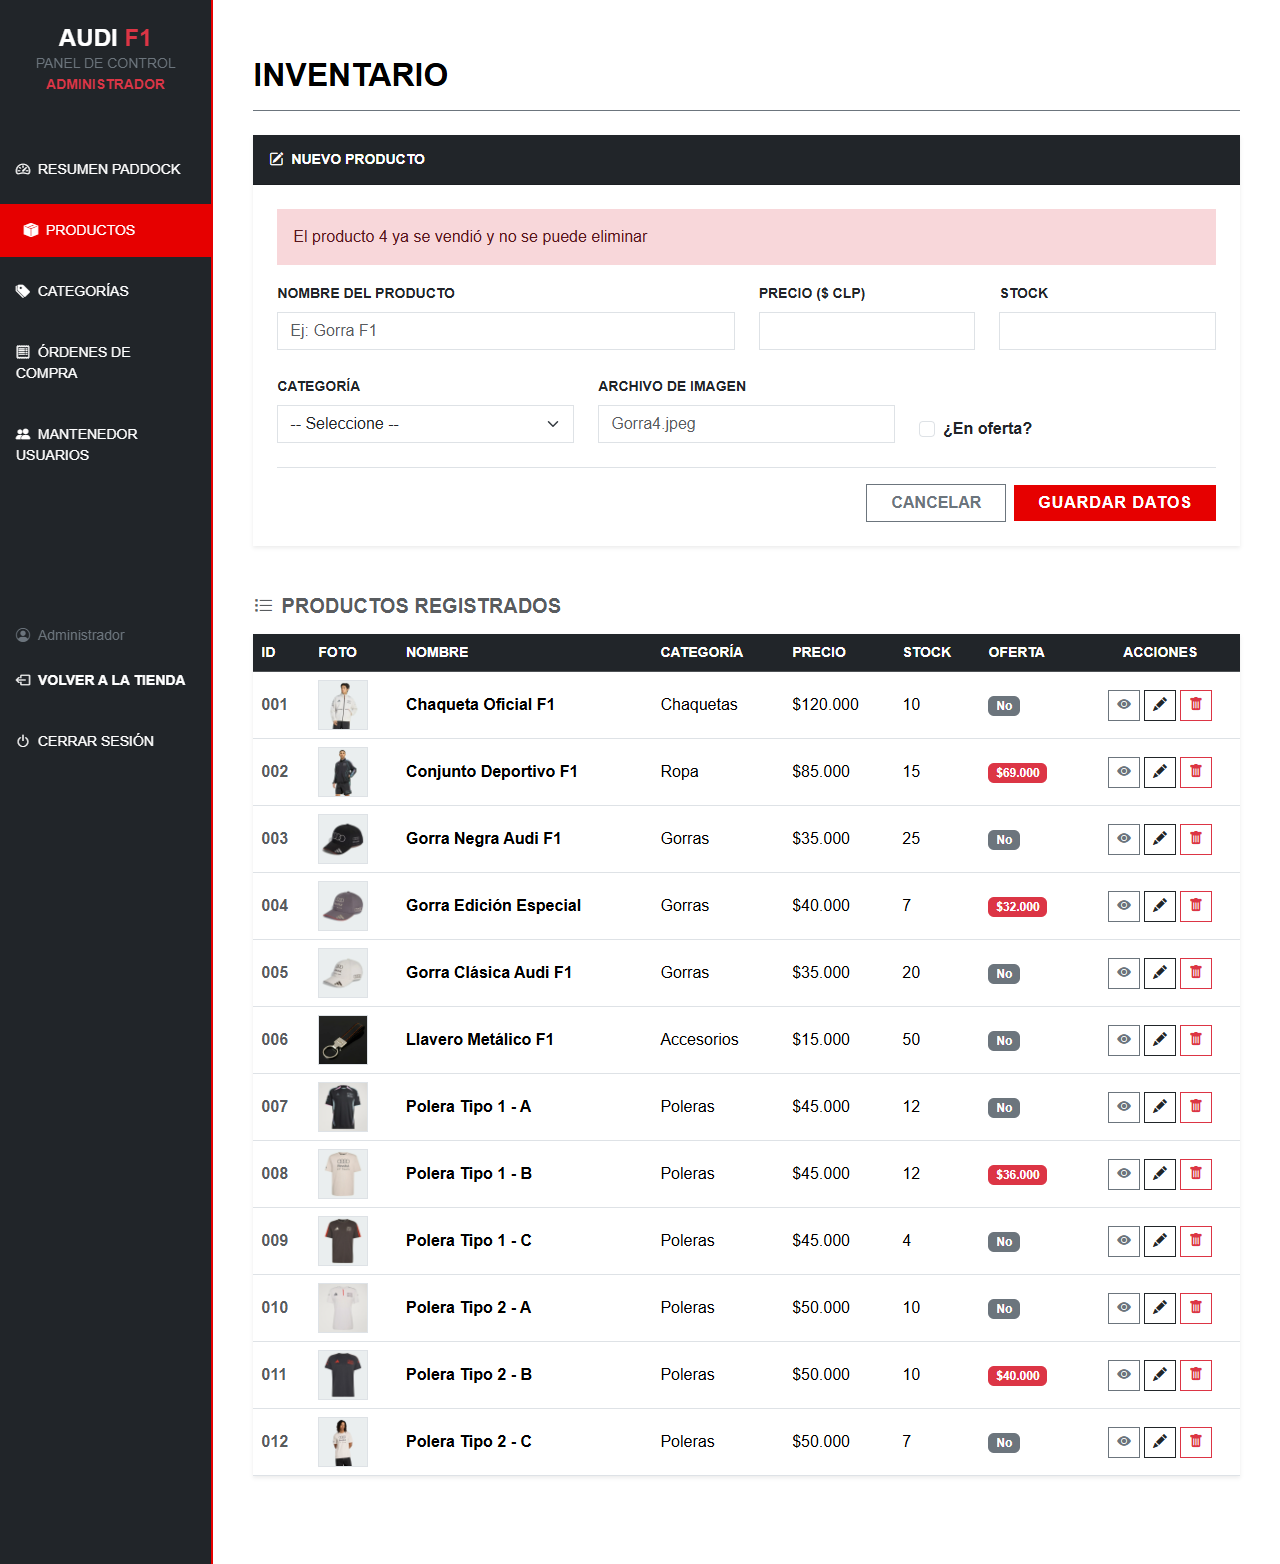 AUDI F1
PANEL DE CONTROL
ADMINISTRADOR
RESUMEN PADDOCK
PRODUCTOS
CATEGORÍAS
ÓRDENES DE
COMPRA
MANTENEDOR
USUARIOS
Administrador
VOLVER A LA TIENDA
CERRAR SESIÓN
INVENTARIO
NUEVO PRODUCTO
El producto 4 ya se vendió y no se puede eliminar
NOMBRE DEL PRODUCTO PRECIO ($ CLP) STOCK
Ej: Gorra F1
CATEGORÍA ARCHIVO DE IMAGEN
-- Seleccione -- Gorra4.jpeg ¿En oferta?
CANCELAR GUARDAR DATOS
PRODUCTOS REGISTRADOS
ID FOTO NOMBRE CATEGORÍA PRECIO STOCK OFERTA ACCIONES
001 Chaqueta Oficial F1 Chaquetas $120.000 10 No
002 Conjunto Deportivo F1 Ropa $85.000 15 $69.000
003 Gorra Negra Audi F1 Gorras $35.000 25 No
004 Gorra Edición Especial Gorras $40.000 7 $32.000
005 Gorra Clásica Audi F1 Gorras $35.000 20 No
006 Llavero Metálico F1 Accesorios $15.000 50 No
007 Polera Tipo 1 - A Poleras $45.000 12 No
008 Polera Tipo 1 - B Poleras $45.000 12 $36.000
009 Polera Tipo 1 - C Poleras $45.000 4 No
010 Polera Tipo 2 - A Poleras $50.000 10 No
011 Polera Tipo 2 - B Poleras $50.000 10 $40.000
012 Polera Tipo 2 - C Poleras $50.000 7 No